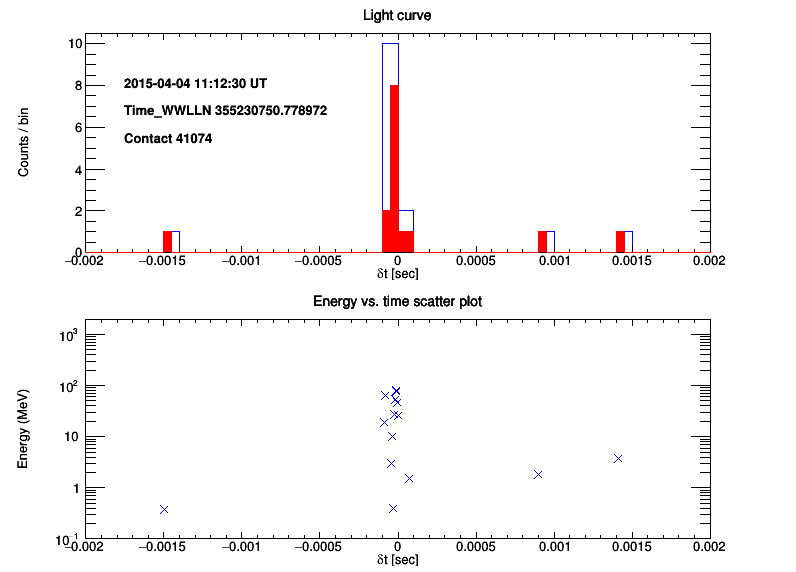 Light curve
Counts / bin
10
8
6
4
2
0
2015-04-04 11:12:30 UT
Time_WWLLN 355230750.778972
Contact 41074
−0.002 −0.0015 −0.001 −0.0005 0 0.0005 0.001 0.0015 0.002
δt [sec]
Energy vs. time scatter plot
Energy (MeV)
10³
10²
10
1
10⁻¹
−0.002 −0.0015 −0.001 −0.0005 0 0.0005 0.001 0.0015 0.002
δt [sec]